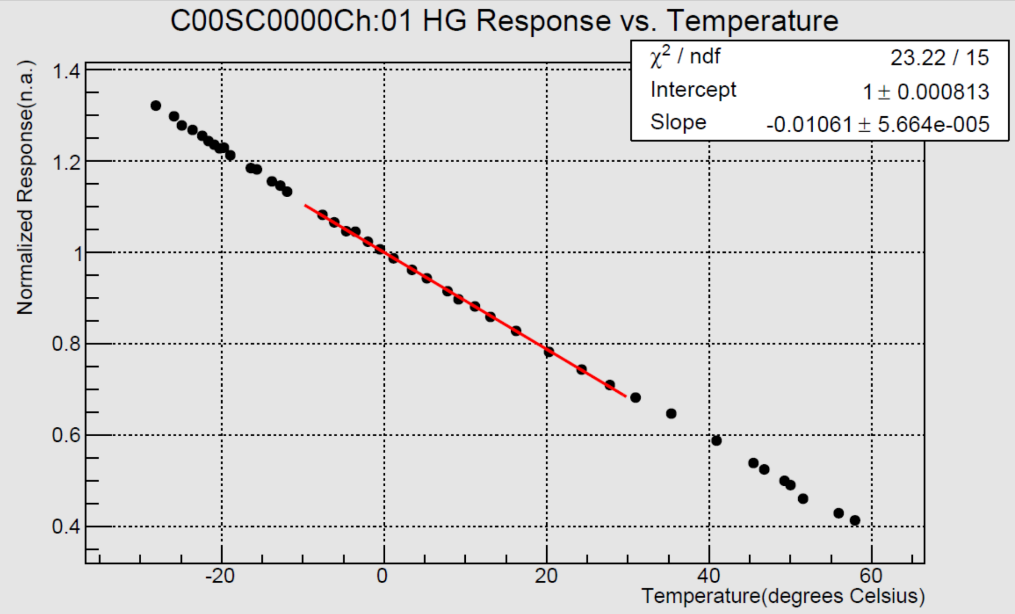 C00SC0000Ch:01 HG Response vs. Temperature
χ² / ndf 23.22 / 15
Intercept 1± 0.000813
Slope -0.01061 ± 5.664e-005
Normalized Response(n.a.)
1.4
1.2
1
0.8
0.6
0.4
-20 0 20 40 60
Temperature(degrees Celsius)